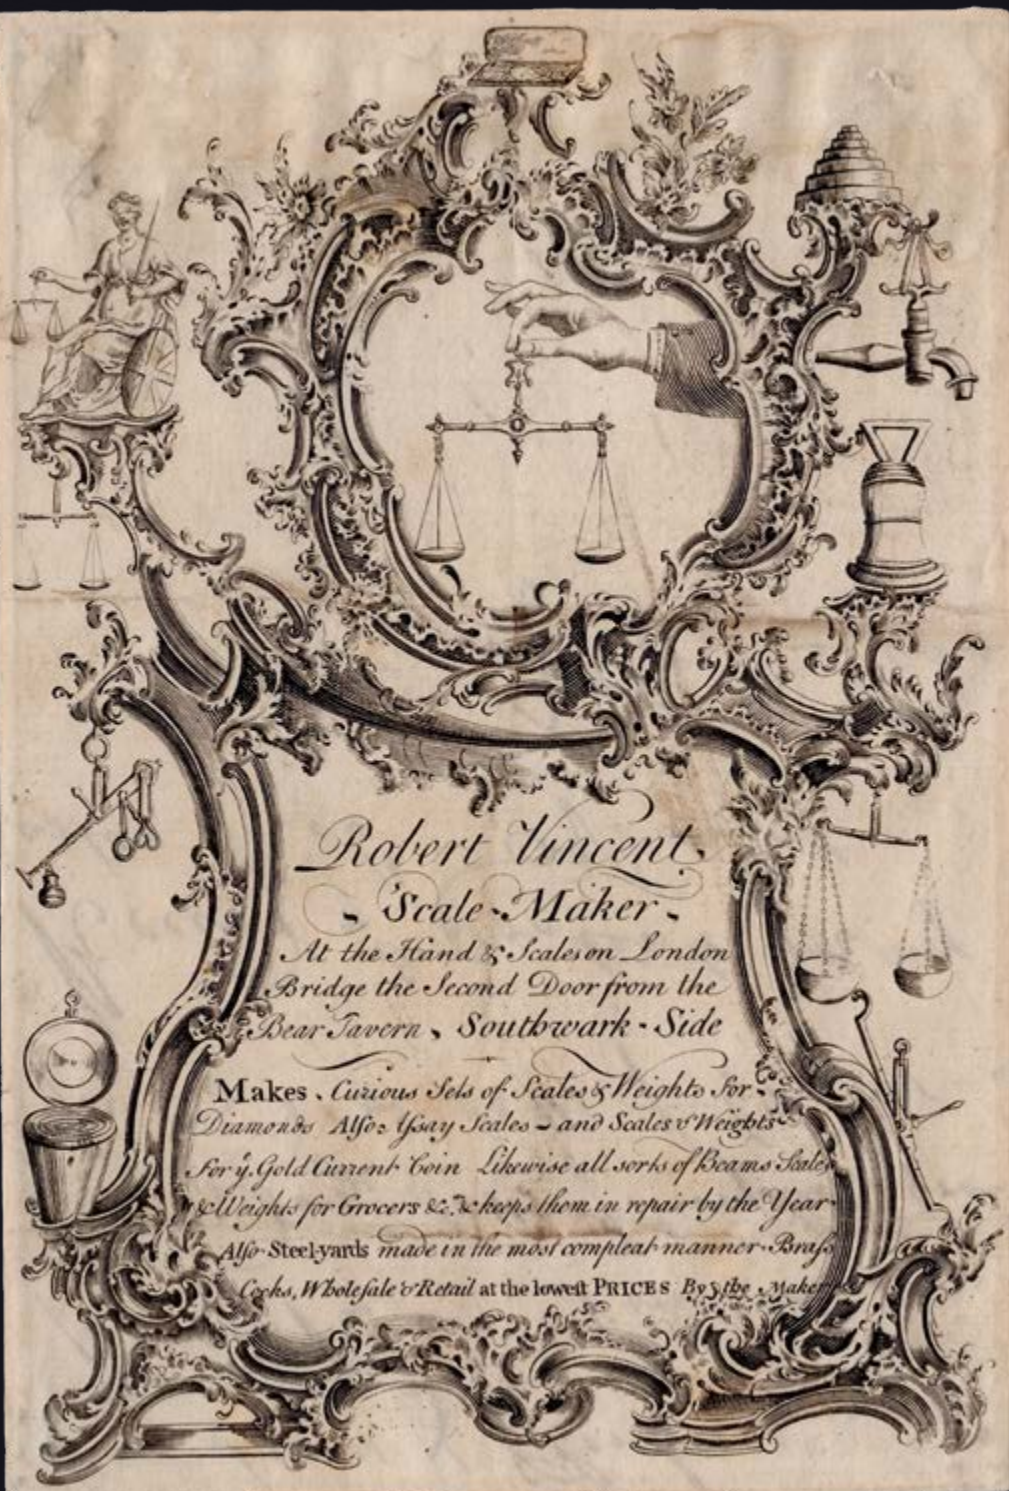 Robert Vincent,
- Scale-Maker -
At the Hand & Scales on London
Bridge the Second Door from the
Bear Tavern, Southwark-Side
Makes. Curious Sets of Scales & Weights for
Diamonds Alſo: Aſsay Scales - and Scales & Weights
For yͤ. Gold Current Coin Likewise all sorts of Beams Scales
& Weights for Grocers &c. & keeps them in repair by the Year
Alſo Steel-yards made in the most compleat manner. Braſs
Cocks, Wholeſale & Retail at the loweſt PRICES By the Maker